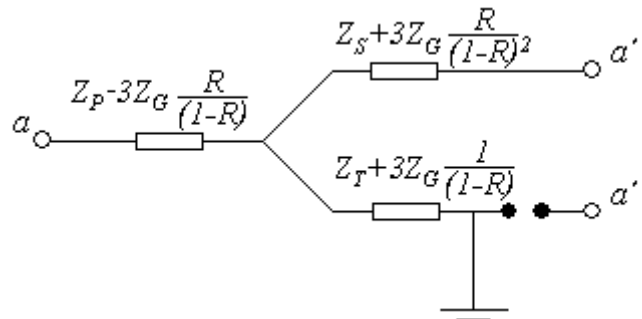 Z_S+3Z_G R/(1-R)^2
a'
Z_P-3Z_G R/(1-R)
a
Z_T+3Z_G 1/(1-R)
a'